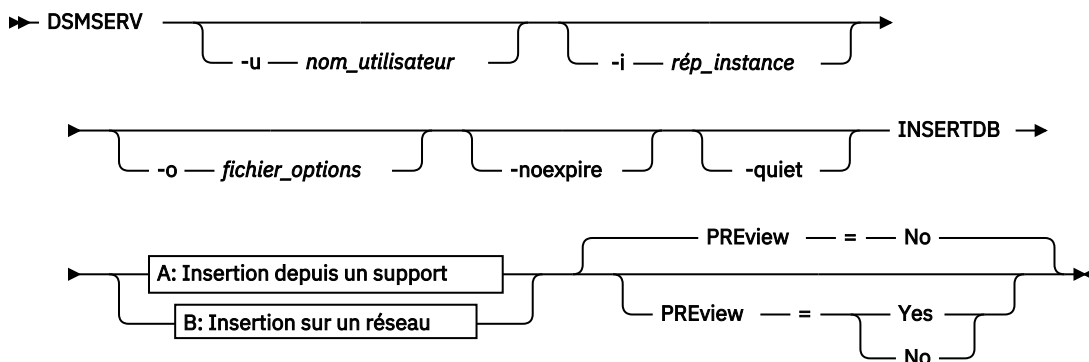 DSMSERV
-u nom_utilisateur
-i rép_instance
-o fichier_options
-noexpire
-quiet
INSERTDB
A: Insertion depuis un support
B: Insertion sur un réseau
PREview = No
PREview = Yes
No